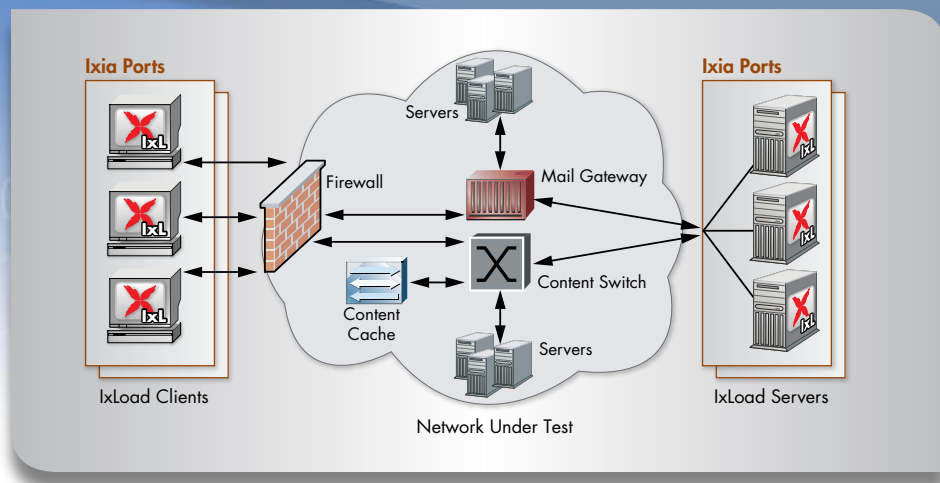 Ixia Ports
Ixia Ports
Servers
IxL
IxL
Firewall
Mail Gateway
IxL
IxL
Content Switch
Content
Cache
IxL
IxL
Servers
IxLoad Clients
IxLoad Servers
Network Under Test